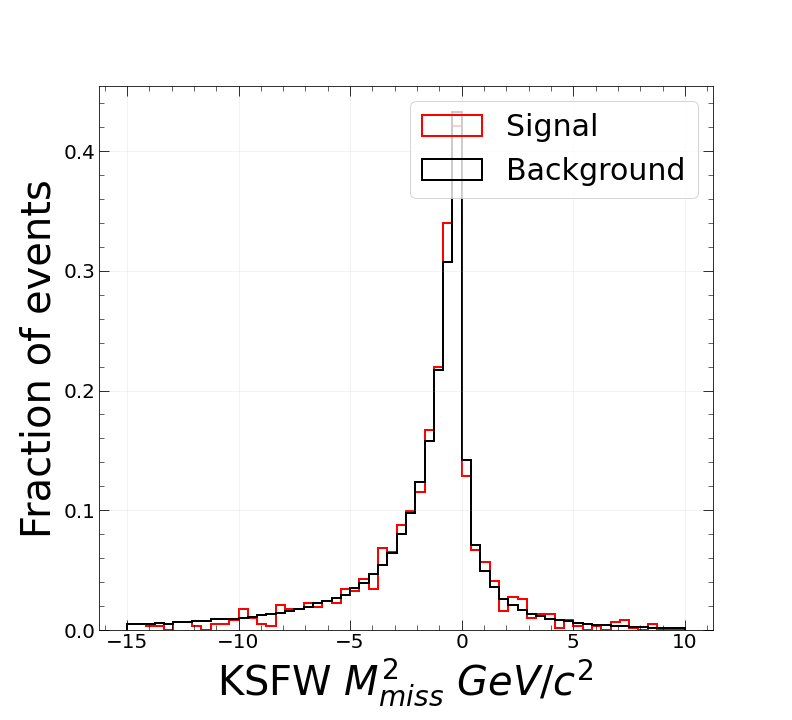 Signal
Background
Fraction of events
0.4
0.3
0.2
0.1
0.0
−15 −10 −5 0 5 10
KSFW $M^2_{miss}$ $GeV/c^2$